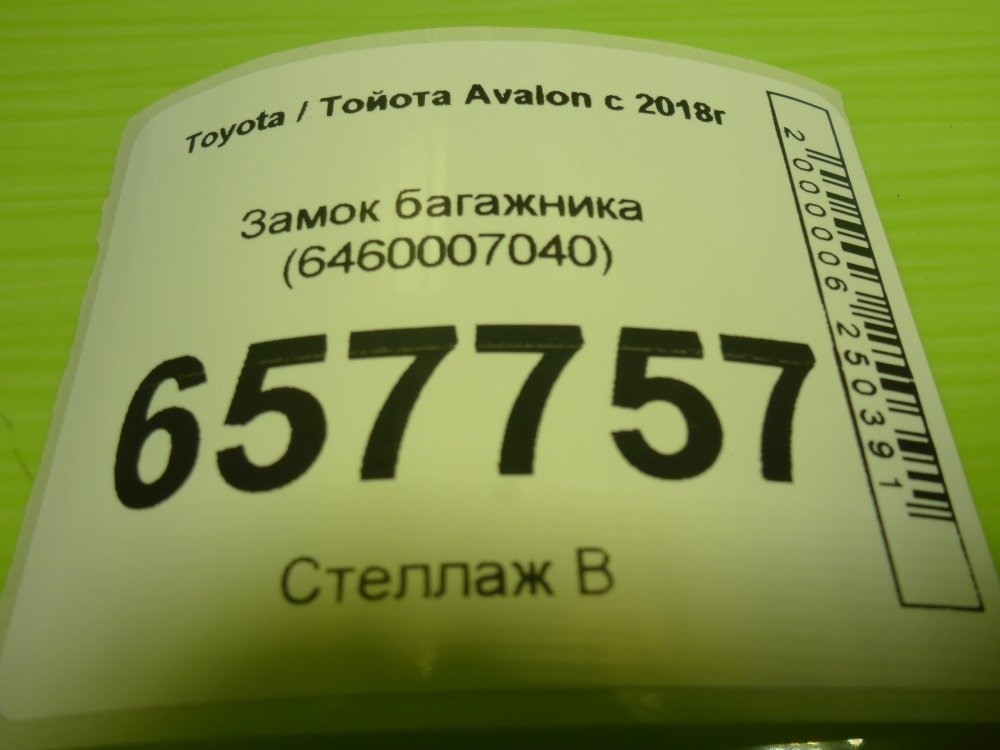 Toyota / Тойота Avalon с 2018г
Замок багажника
(6460007040)
657757
Стеллаж В
2000006250391